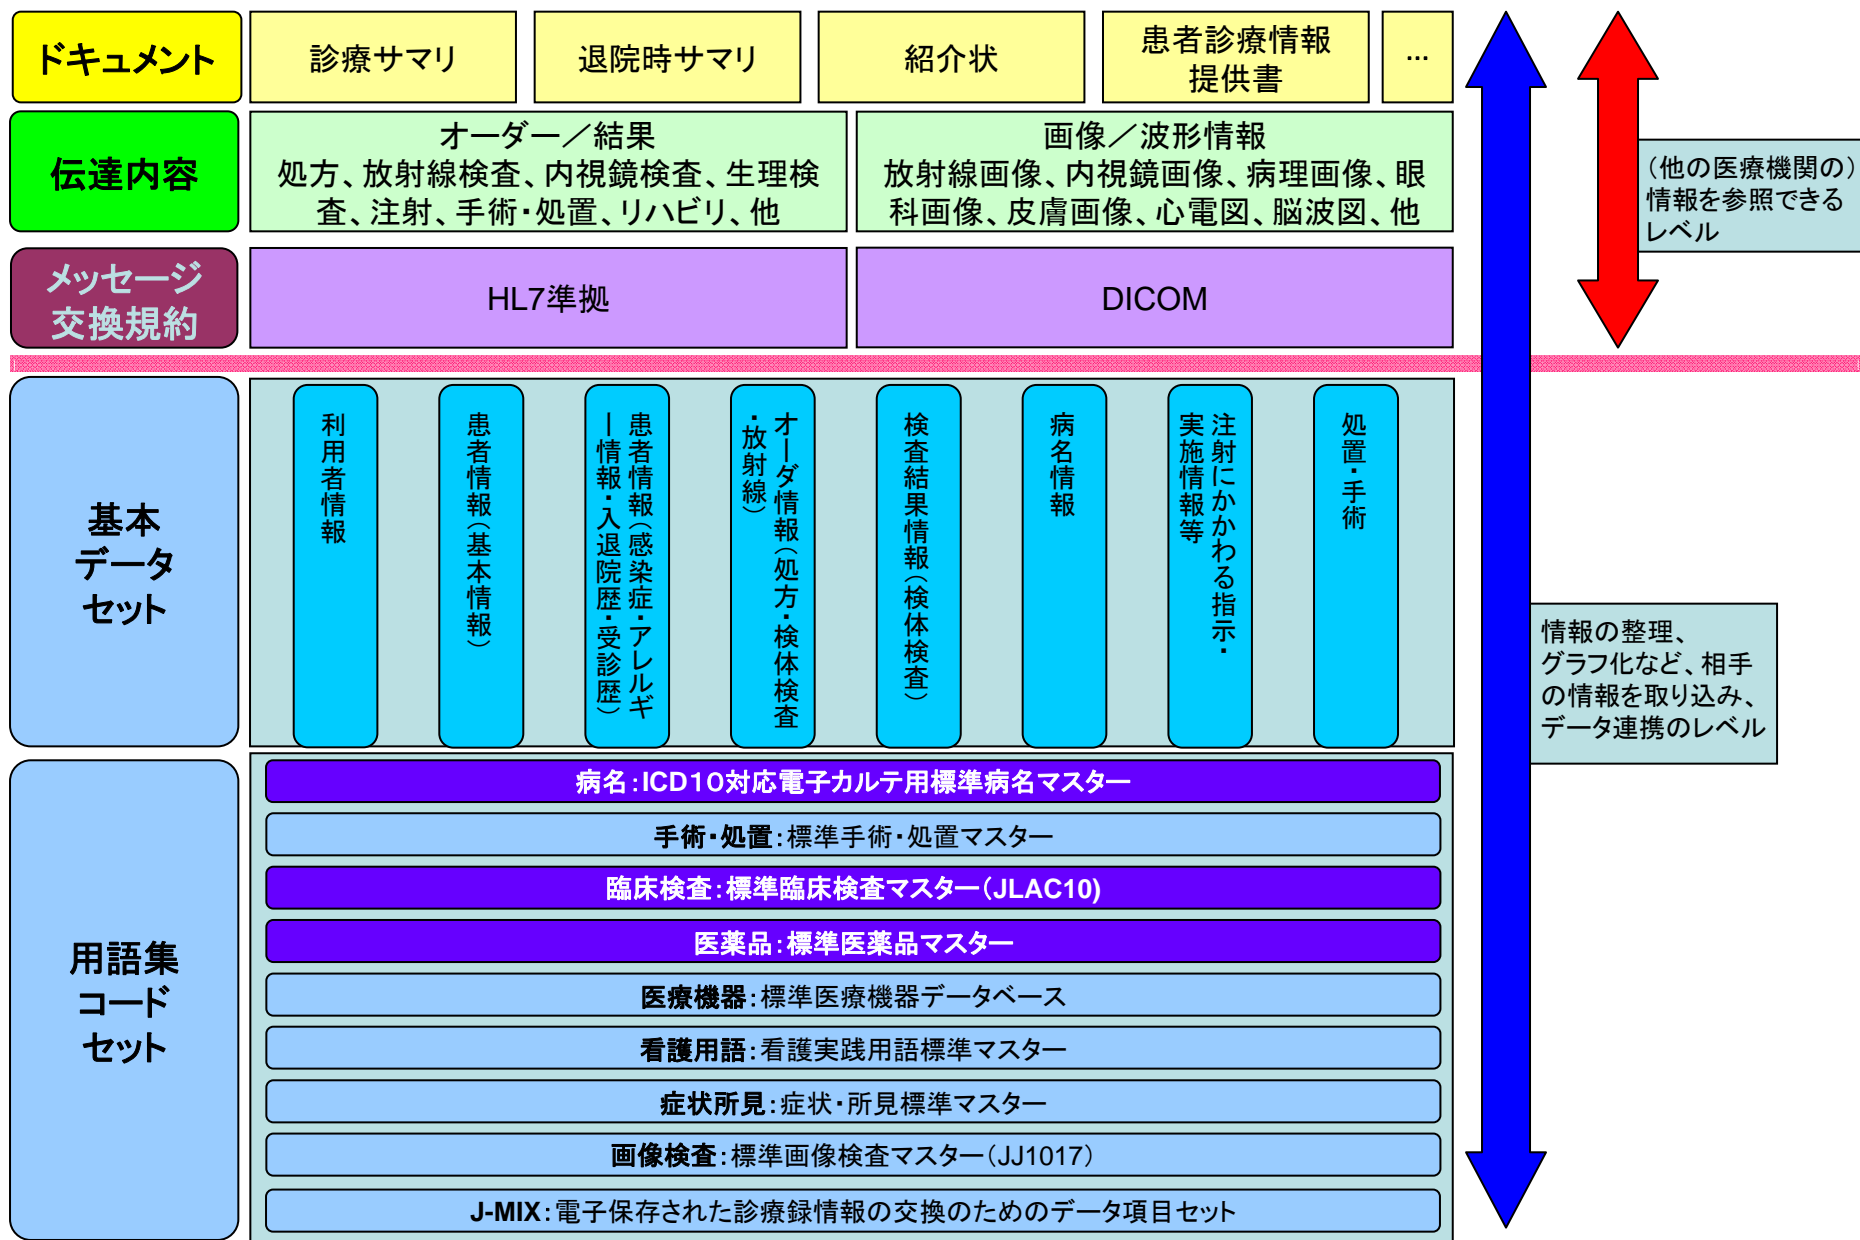 ドキュメント
診療サマリ
退院時サマリ
紹介状
患者診療情報
提供書
…
伝達内容
オーダー／結果
処方、放射線検査、内視鏡検査、生理検
査、注射、手術・処置、リハビリ、他
画像／波形情報
放射線画像、内視鏡画像、病理画像、眼
科画像、皮膚画像、心電図、脳波図、他
(他の医療機関の)
情報を参照できる
レベル
メッセージ
交換規約
HL7準拠
DICOM
基本
データ
セット
利用者情報
患者情報(基本情報)
患者情報(感染症・アレルギ
ー情報・入退院歴・受診歴)
オーダ情報(処方・検体検査
・放射線)
検査結果情報(検体検査)
病名情報
注射にかかわる指示・
実施情報等
処置・手術
情報の整理、
グラフ化など、相手
の情報を取り込み、
データ連携のレベル
用語集
コード
セット
病名：ICD10対応電子カルテ用標準病名マスター
手術・処置：標準手術・処置マスター
臨床検査：標準臨床検査マスター(JLAC10)
医薬品：標準医薬品マスター
医療機器：標準医療機器データベース
看護用語：看護実践用語標準マスター
症状所見：症状・所見標準マスター
画像検査：標準画像検査マスター(JJ1017)
J-MIX：電子保存された診療録情報の交換のためのデータ項目セット